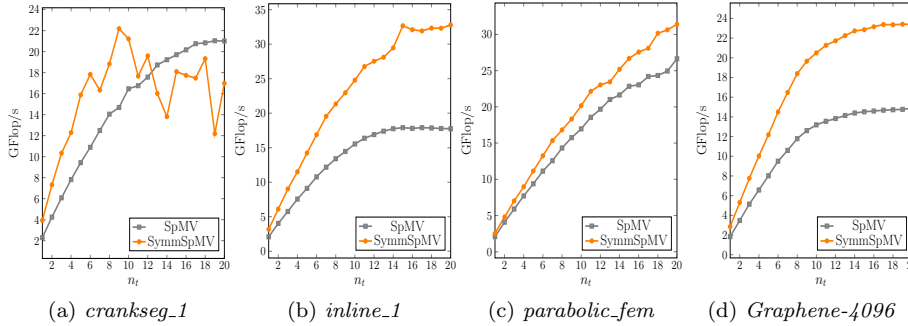 24
22
20
18
16
14
12
10
8
6
4
2
GFlop/s
2 4 6 8 10 12 14 16 18 20
n_t
SpMV
SymmSpMV
(a) crankseg_1
35
30
25
20
15
10
5
0
GFlop/s
2 4 6 8 10 12 14 16 18 20
n_t
SpMV
SymmSpMV
(b) inline_1
35
30
25
20
15
10
5
0
GFlop/s
2 4 6 8 10 12 14 16 18 20
n_t
SpMV
SymmSpMV
(c) parabolic_fem
24
22
20
18
16
14
12
10
8
6
4
2
0
GFlop/s
2 4 6 8 10 12 14 16 18 20
n_t
SpMV
SymmSpMV
(d) Graphene-4096